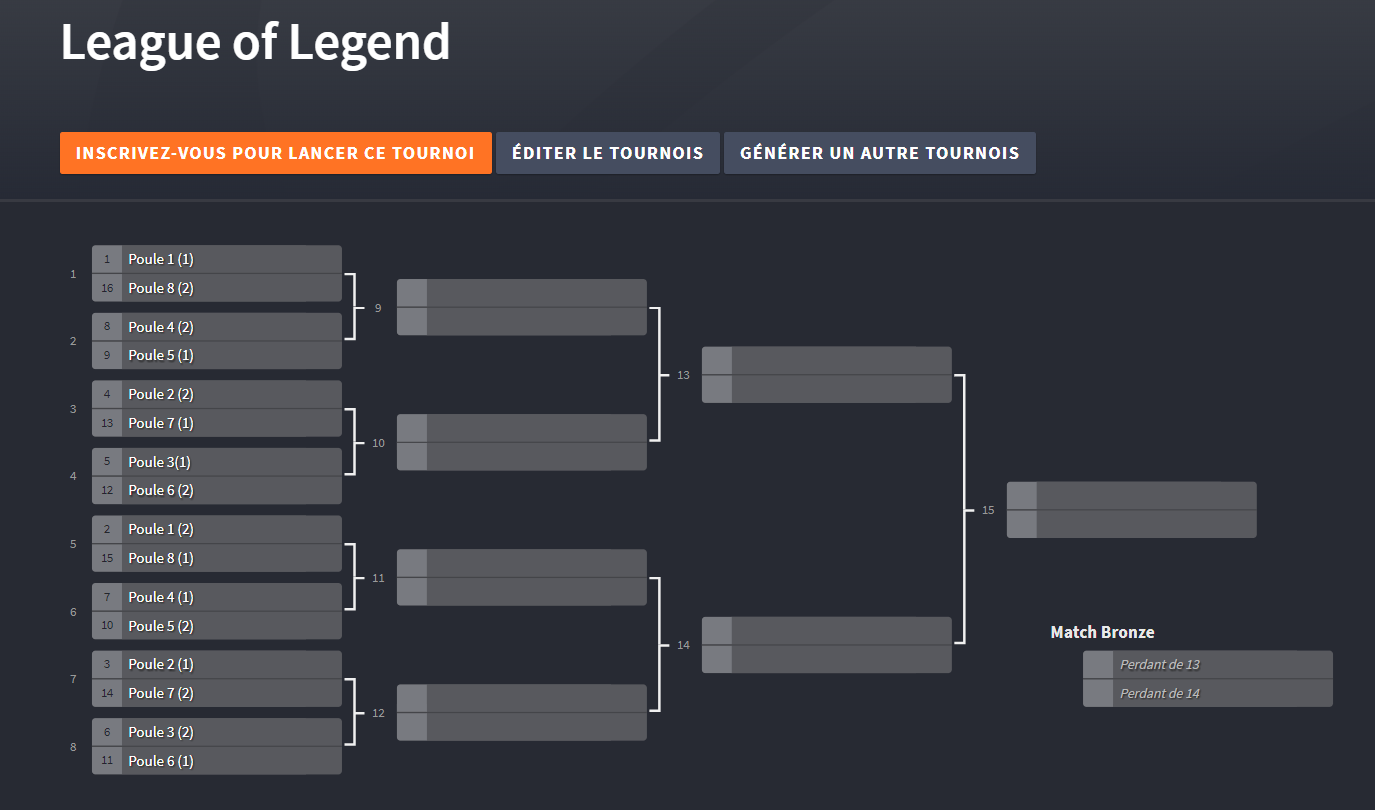 League of Legend
INSCRIVEZ-VOUS POUR LANCER CE TOURNOI
ÉDITER LE TOURNOIS
GÉNÉRER UN AUTRE TOURNOIS
1
1 Poule 1 (1)
16 Poule 8 (2)
2
8 Poule 4 (2)
9 Poule 5 (1)
3
4 Poule 2 (2)
13 Poule 7 (1)
4
5 Poule 3(1)
12 Poule 6 (2)
5
2 Poule 1 (2)
15 Poule 8 (1)
6
7 Poule 4 (1)
10 Poule 5 (2)
7
3 Poule 2 (1)
14 Poule 7 (2)
8
6 Poule 3 (2)
11 Poule 6 (1)
9
10
11
12
13
14
15
Match Bronze
Perdant de 13
Perdant de 14